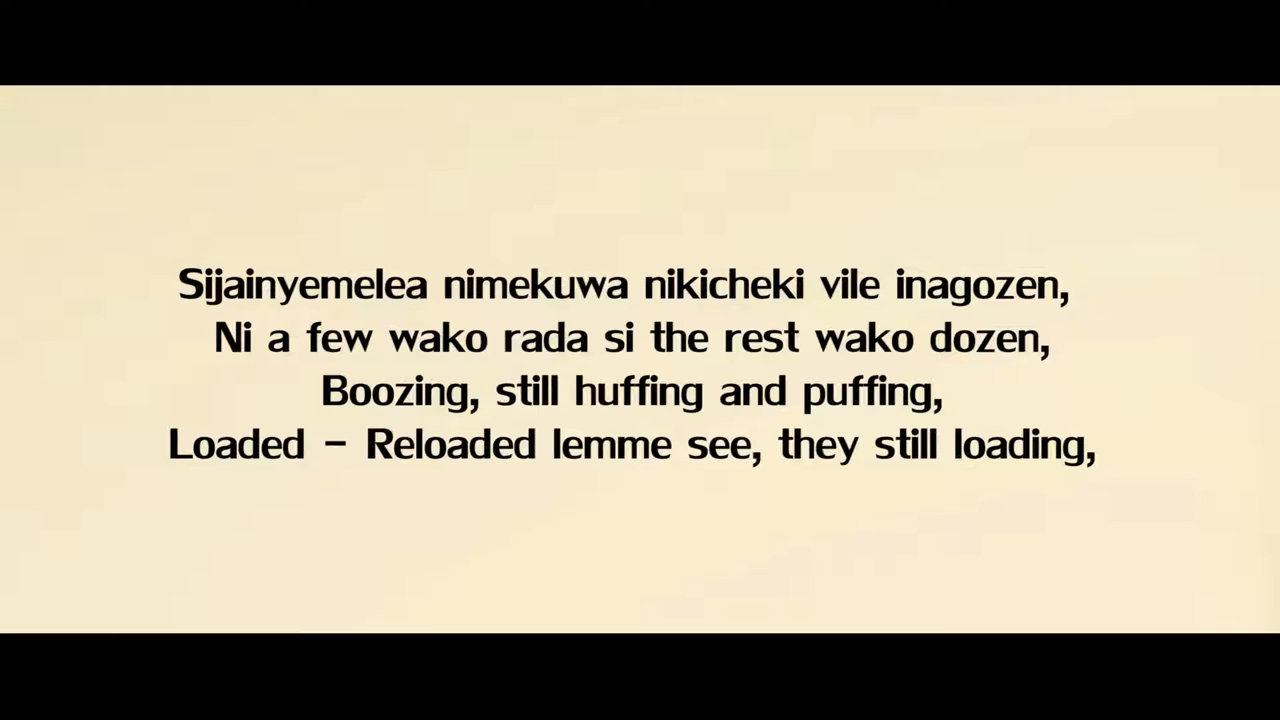 Sijainyemelea nimekuwa nikicheki vile inagozen,
Ni a few wako rada si the rest wako dozen,
Boozing, still huffing and puffing,
Loaded - Reloaded lemme see, they still loading,